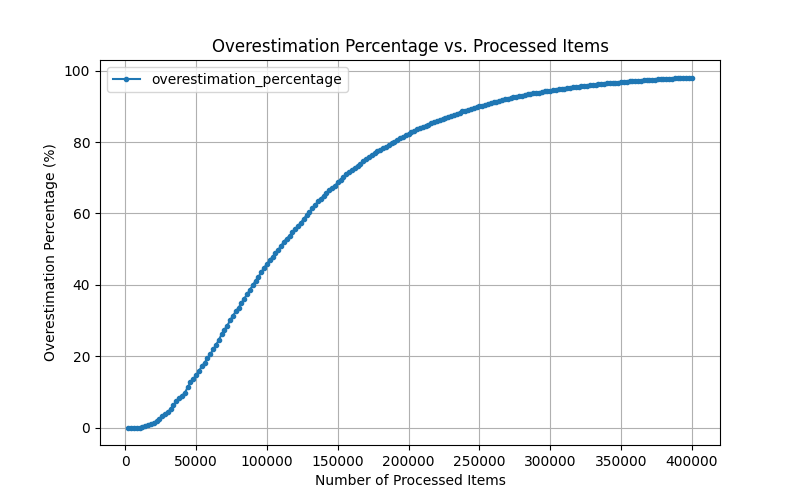 Overestimation Percentage vs. Processed Items
overestimation_percentage
Overestimation Percentage (%)
100
80
60
40
20
0
0 50000 100000 150000 200000 250000 300000 350000 400000
Number of Processed Items